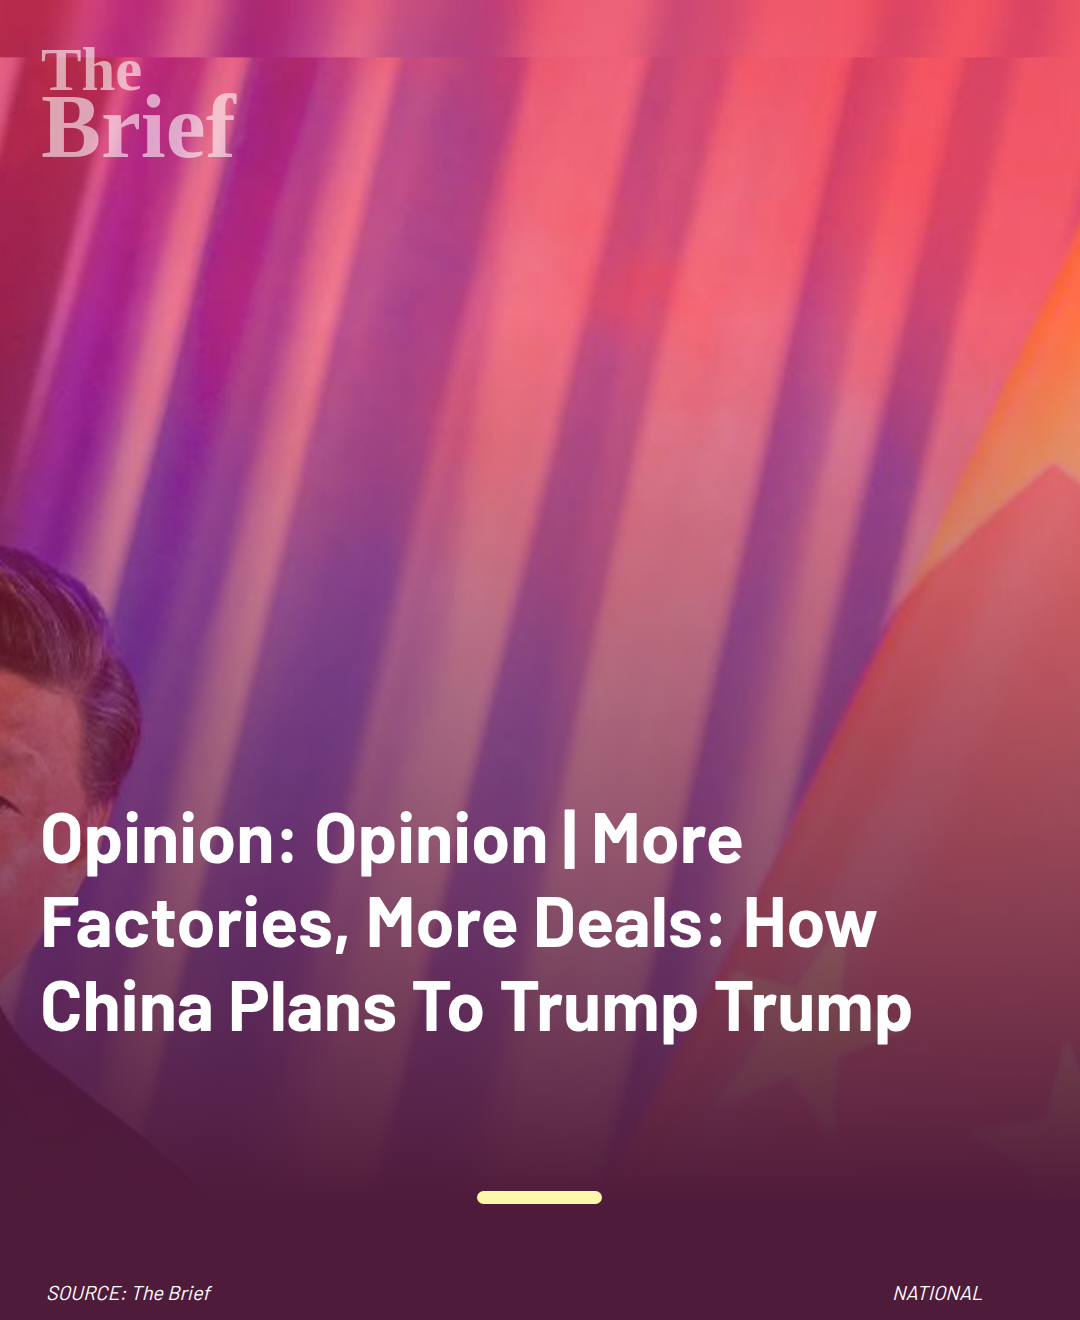 The
Brief
Opinion: Opinion | More
Factories, More Deals: How
China Plans To Trump Trump
SOURCE: The Brief
NATIONAL